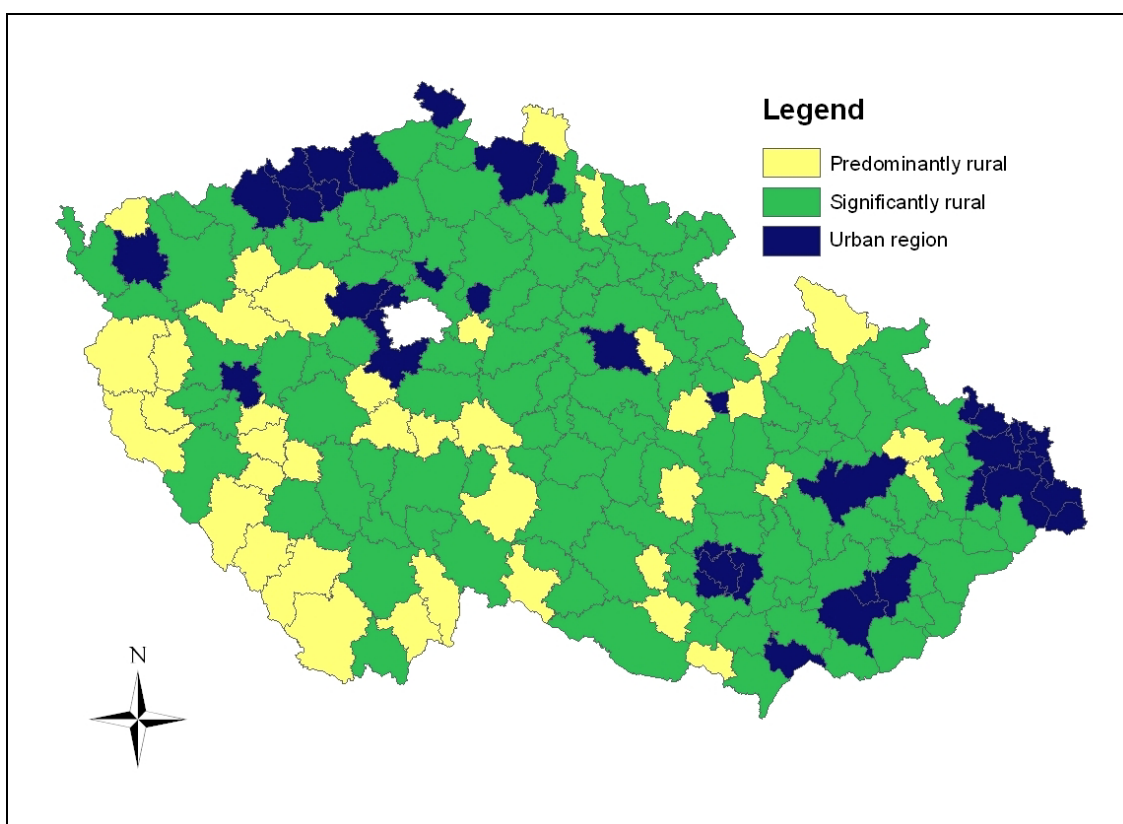 Legend
Predominantly rural
Significantly rural
Urban region
N